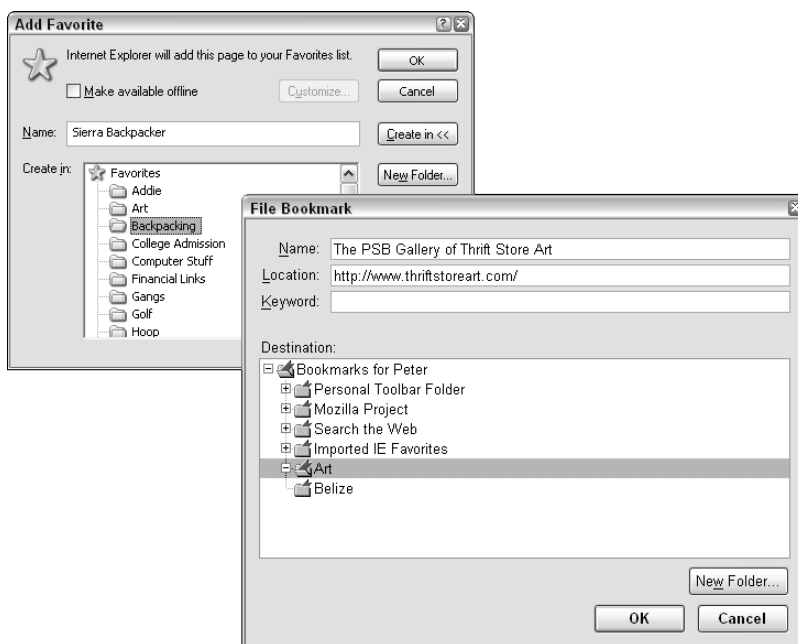 Add Favorite
Internet Explorer will add this page to your Favorites list.
OK
Make available offline
Customize...
Cancel
Name:
Sierra Backpacker
Create in <<
Create in:
Favorites
New Folder...
Addie
Art
Backpacking
College Admission
Computer Stuff
Financial Links
Gangs
Golf
Hoop
File Bookmark
Name:
The PSB Gallery of Thrift Store Art
Location:
http://www.thriftstoreart.com/
Keyword:
Destination:
Bookmarks for Peter
Personal Toolbar Folder
Mozilla Project
Search the Web
Imported IE Favorites
Art
Belize
New Folder...
OK
Cancel